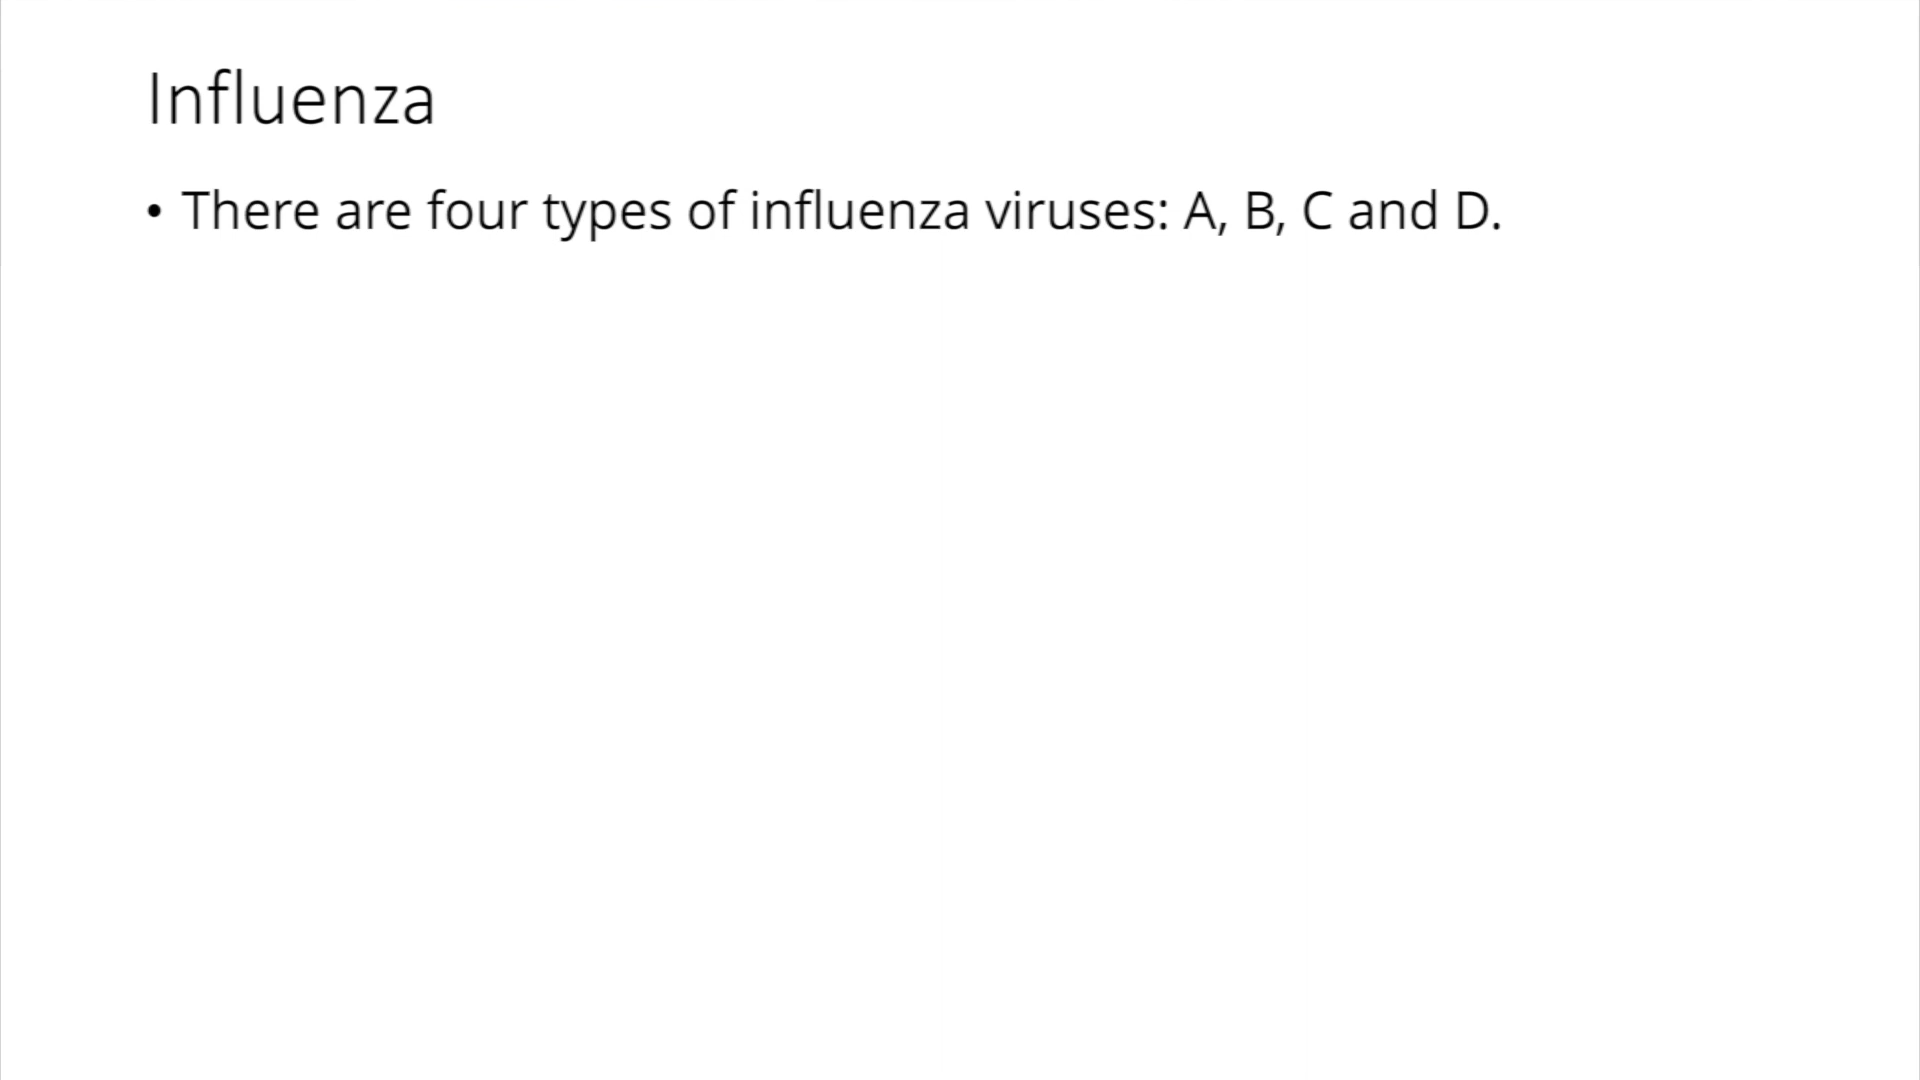 Influenza
• There are four types of influenza viruses: A, B, C and D.